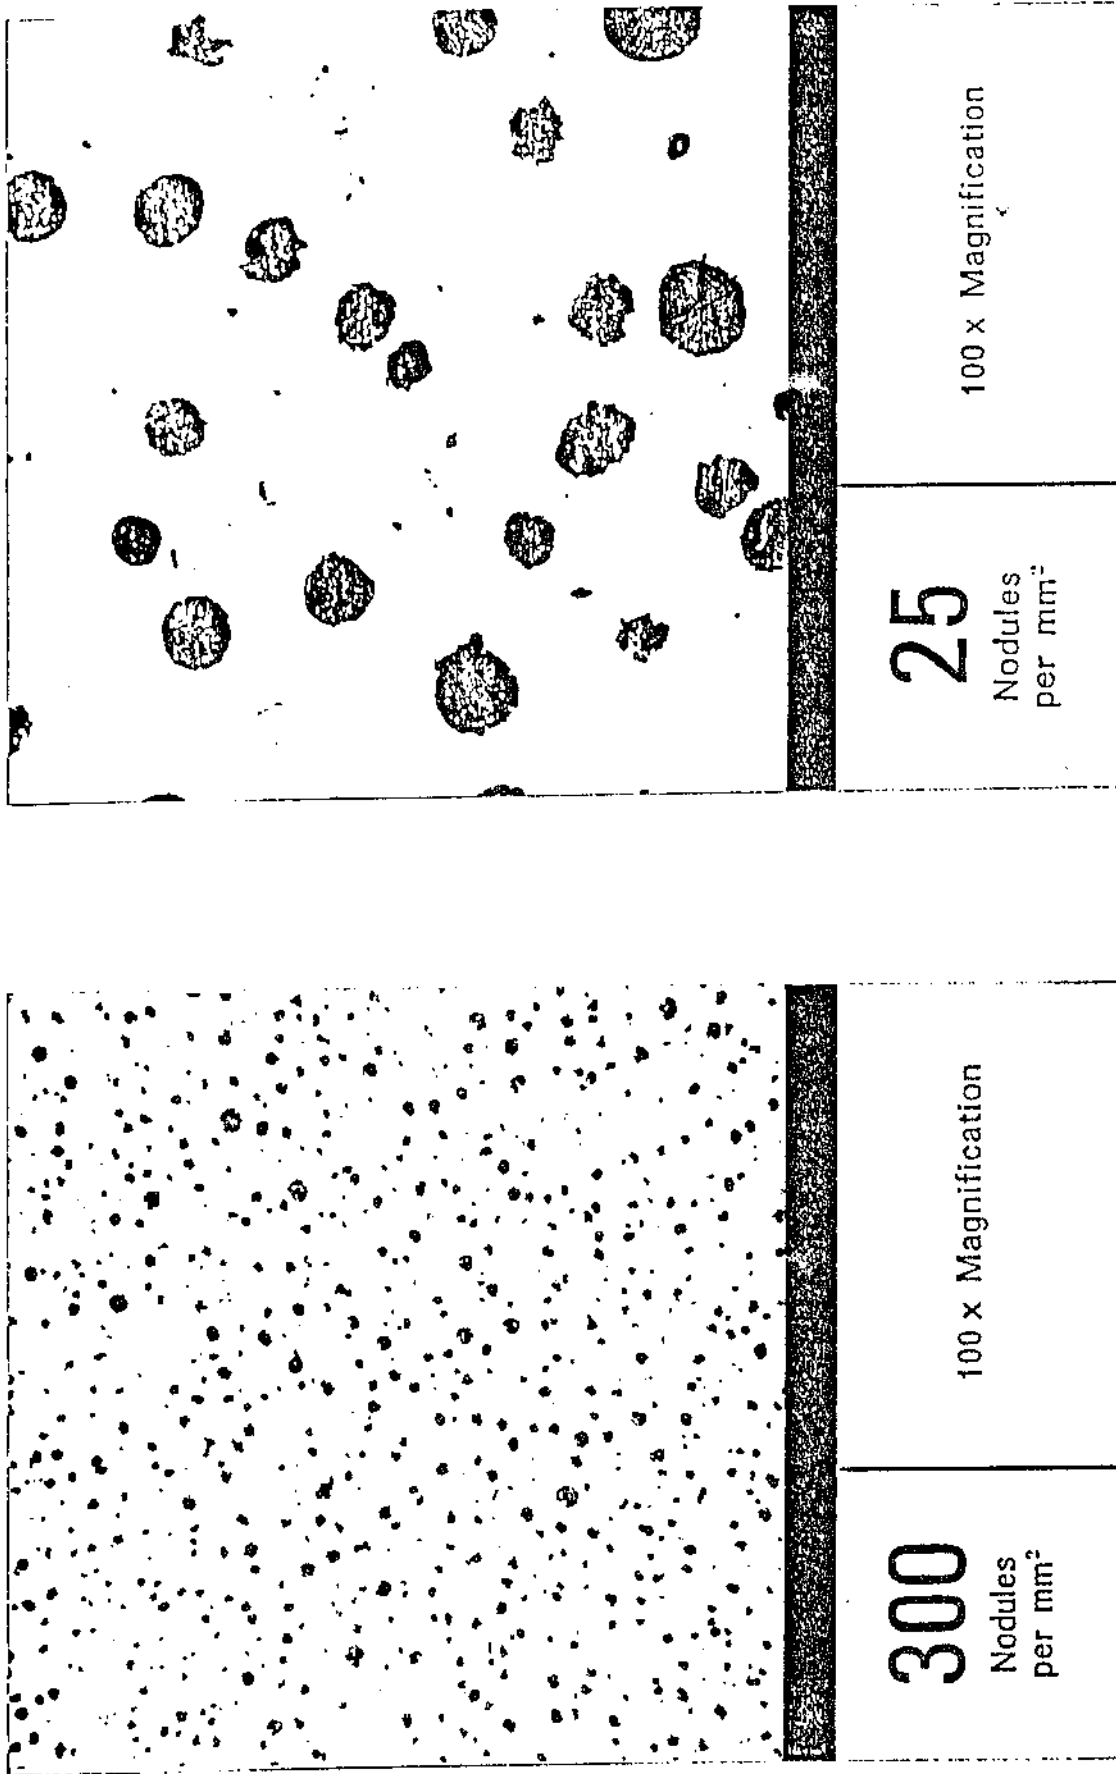 300
Nodules
per mm²
100 x Magnification
25
Nodules
per mm²
100 x Magnification